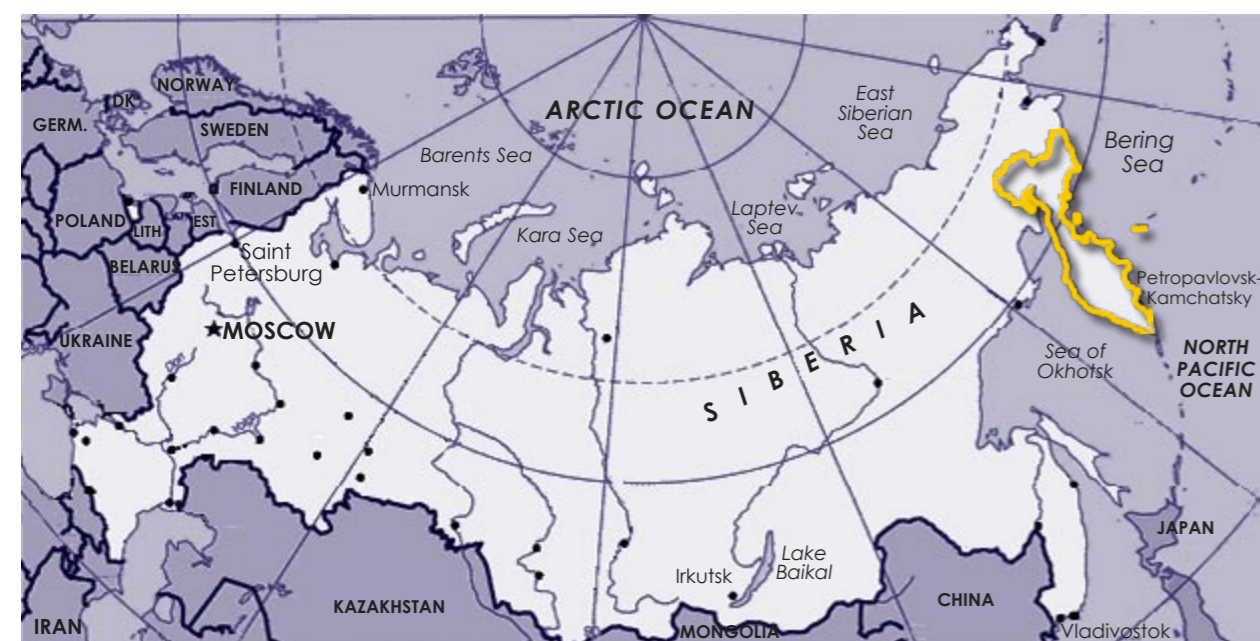 NORWAY
DK
GERM.
SWEDEN
ARCTIC OCEAN
East
Siberian
Sea
Bering
Sea
Barents Sea
FINLAND
Murmansk
POLAND
LITH
EST
Kara Sea
Laptev
Sea
BELARUS
Saint
Petersburg
Petropavlovsk-
Kamchatsky
UKRAINE
MOSCOW
Don
SIBERIA
Sea of
Okhotsk
NORTH
PACIFIC
OCEAN
JAPAN
Lake
Baikal
Irkutsk
KAZAKHSTAN
CHINA
IRAN
MONGOLIA
Vladivostok